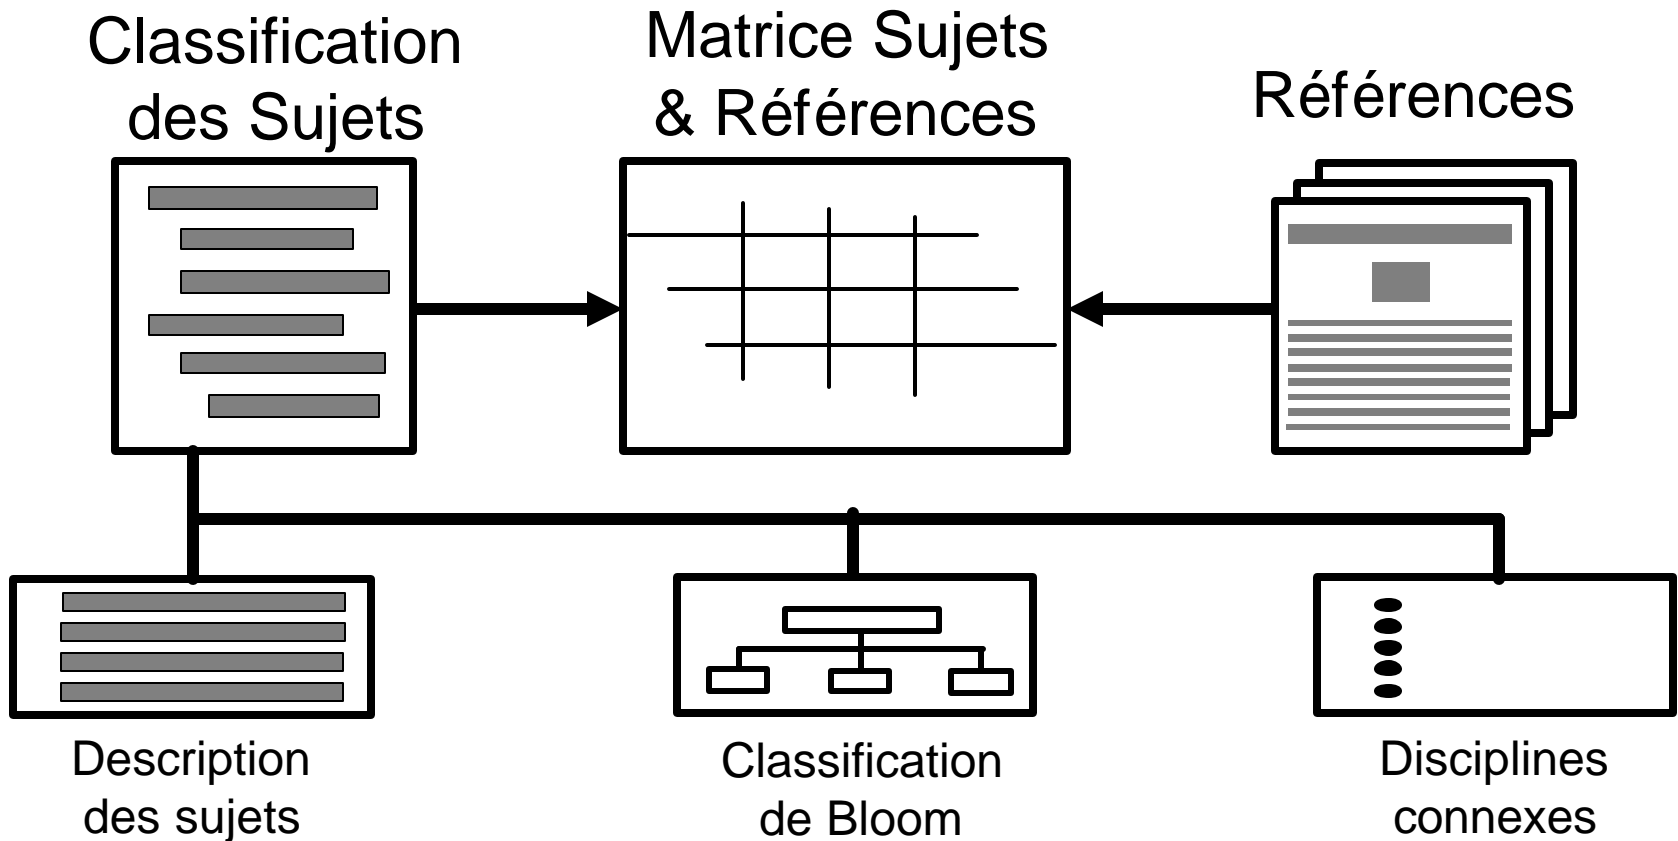 Classification
des Sujets
Matrice Sujets
& Références
Références
Description
des sujets
Classification
de Bloom
Disciplines
connexes